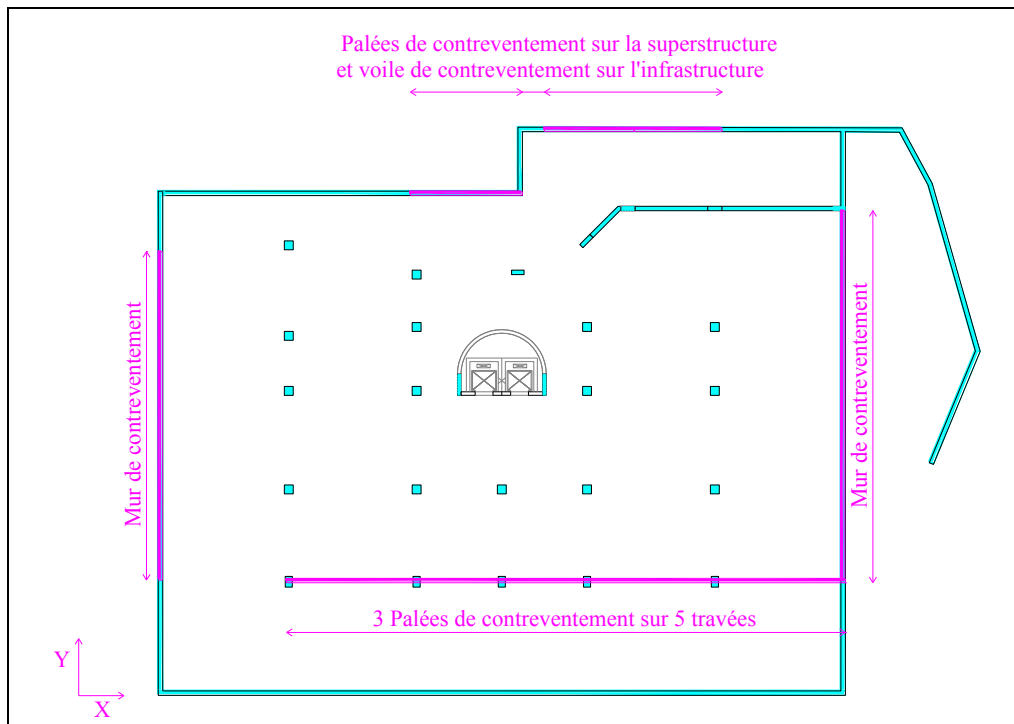 Palées de contreventement sur la superstructure
et voile de contreventement sur l'infrastructure
Mur de contreventement
Mur de contreventement
3 Palées de contreventement sur 5 travées
Y
X